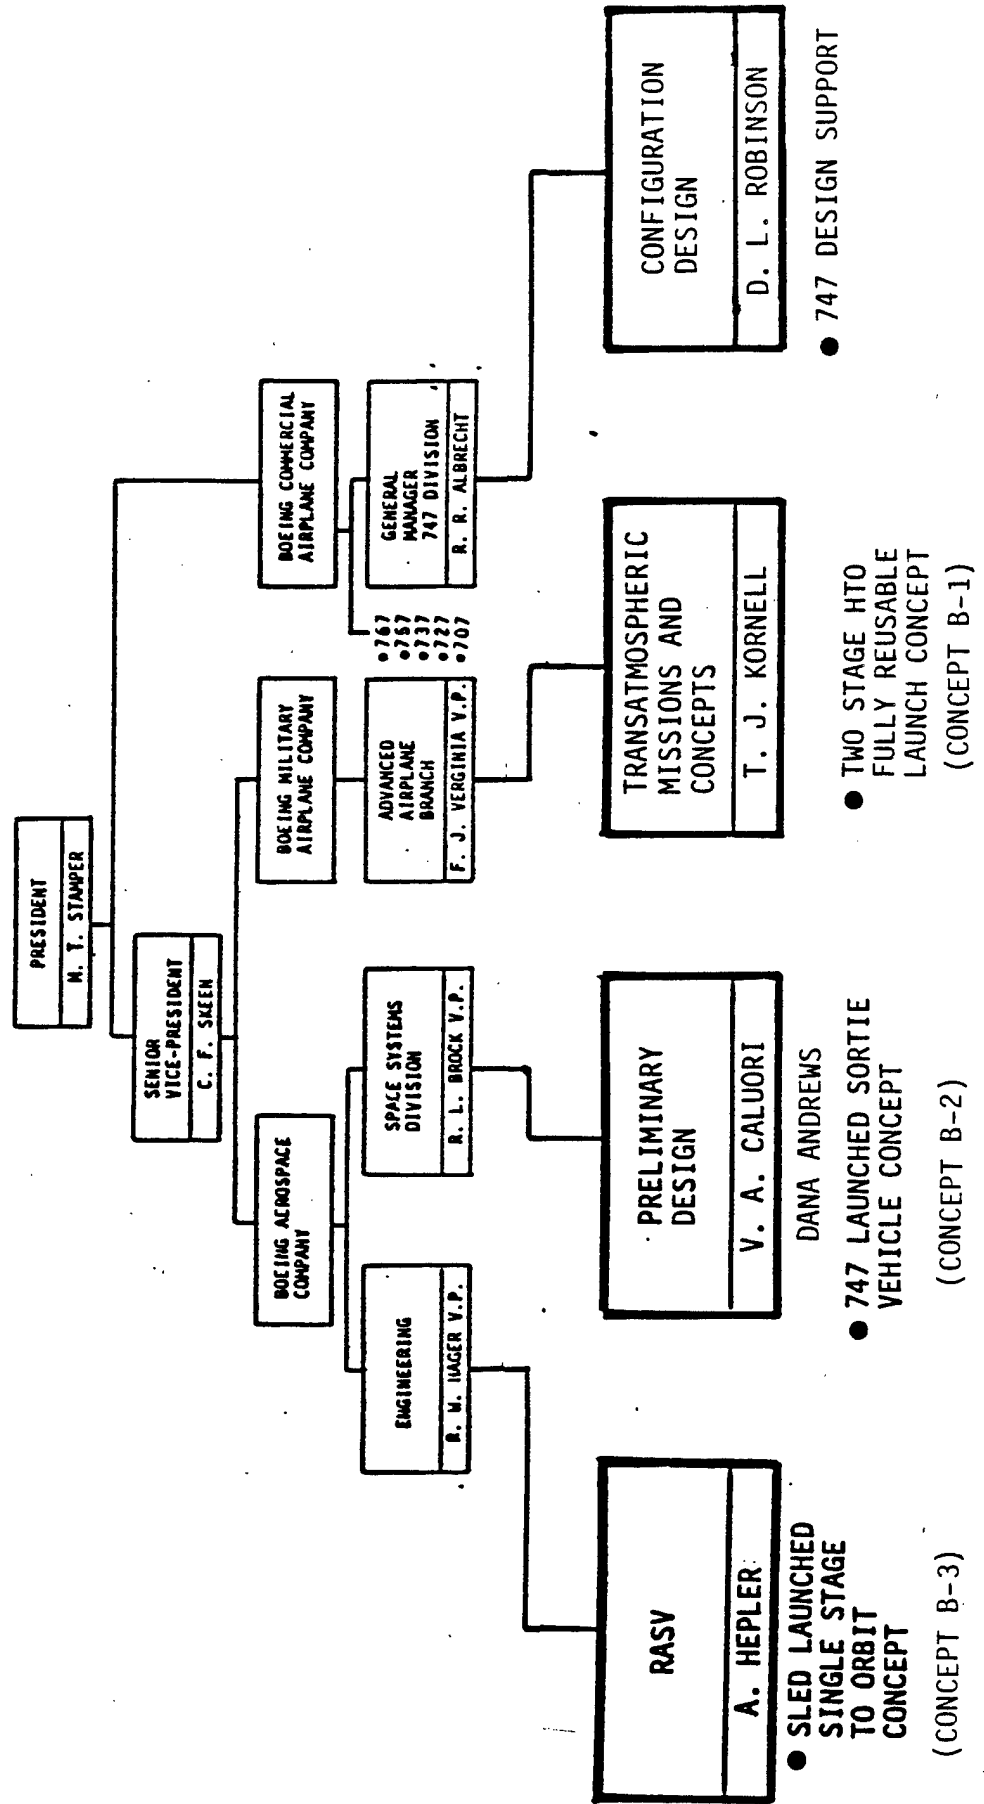 PRESIDENT
M. T. STAMPER
SENIOR
VICE-PRESIDENT
C. F. SKEEN
BOEING AEROSPACE
COMPANY
BOEING MILITARY
AIRPLANE COMPANY
BOEING COMMERCIAL
AIRPLANE COMPANY
ENGINEERING
R. W. HAGER V.P.
SPACE SYSTEMS
DIVISION
R. L. BROCK V.P.
ADVANCED
AIRPLANE
BRANCH
F. J. VERGINIA V.P.
●767
●757
●737
●727
●707
GENERAL
MANAGER
747 DIVISION
R. R. ALBRECHT
RASV
A. HEPLER
● SLED LAUNCHED
SINGLE STAGE
TO ORBIT
CONCEPT
(CONCEPT B-3)
PRELIMINARY
DESIGN
V. A. CALUORI
DANA ANDREWS
● 747 LAUNCHED SORTIE
VEHICLE CONCEPT
(CONCEPT B-2)
TRANSATMOSPHERIC
MISSIONS AND
CONCEPTS
T. J. KORNELL
● TWO STAGE HTO
FULLY REUSABLE
LAUNCH CONCEPT
(CONCEPT B-1)
CONFIGURATION
DESIGN
D. L. ROBINSON
● 747 DESIGN SUPPORT